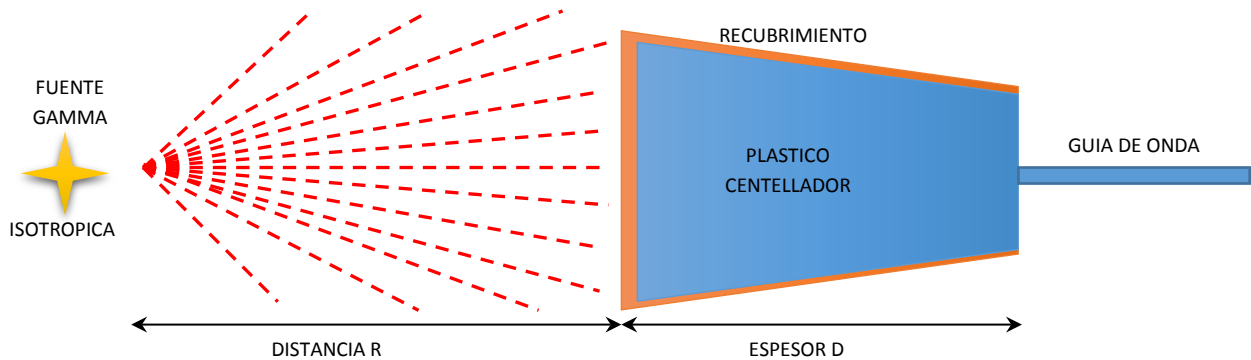 FUENTE
GAMMA
ISOTROPICA
RECUBRIMIENTO
PLASTICO
CENTELLADOR
GUIA DE ONDA
DISTANCIA R
ESPESOR D